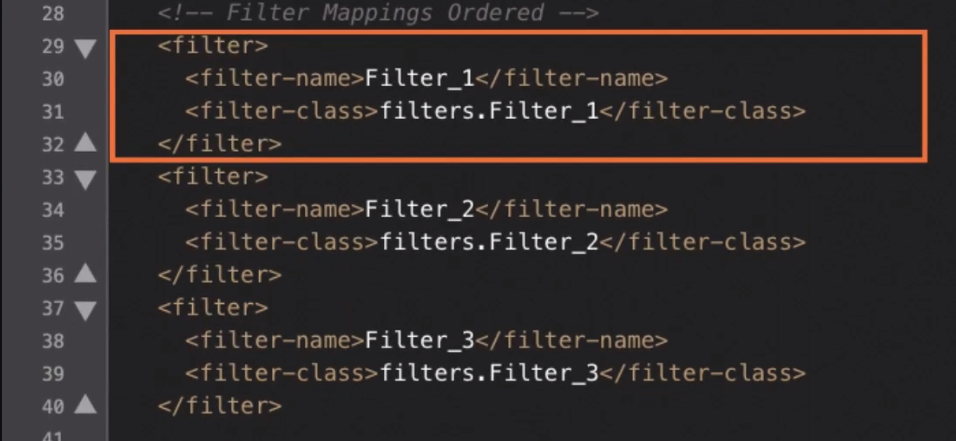 28 <!-- Filter Mappings Ordered -->
29 <filter>
30 <filter-name>Filter_1</filter-name>
31 <filter-class>filters.Filter_1</filter-class>
32 </filter>
33 <filter>
34 <filter-name>Filter_2</filter-name>
35 <filter-class>filters.Filter_2</filter-class>
36 </filter>
37 <filter>
38 <filter-name>Filter_3</filter-name>
39 <filter-class>filters.Filter_3</filter-class>
40 </filter>
41